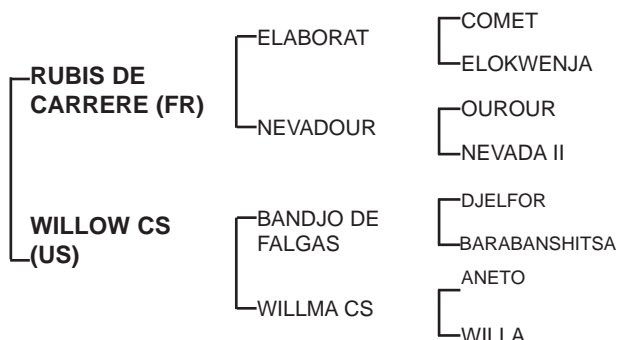 COMET
ELABORAT
ELOKWENJA
RUBIS DE
CARRERE (FR)
OUROUR
NEVADOUR
NEVADA II
DJELFOR
WILLOW CS
(US)
BANDJO DE
FALGAS
BARABANSHITSA
ANETO
WILLMA CS
WILLA